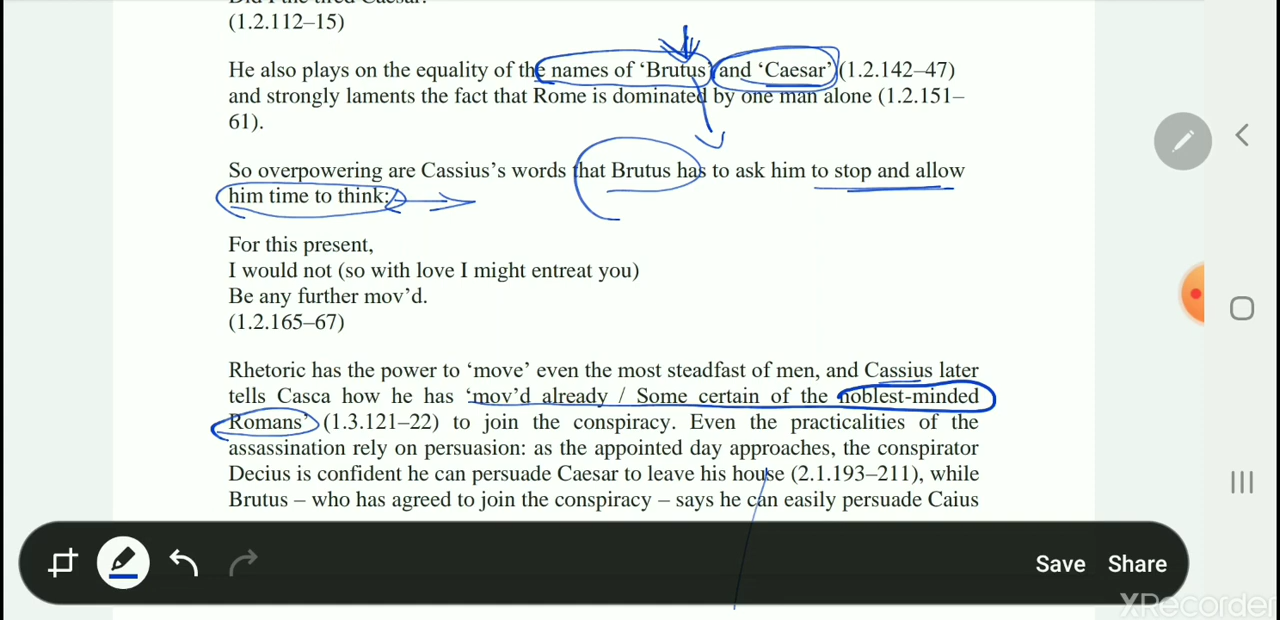 Did I the tired Caesar.
(1.2.112–15)
He also plays on the equality of the names of ‘Brutus’ and ‘Caesar’ (1.2.142–47)
and strongly laments the fact that Rome is dominated by one man alone (1.2.151–
61).
So overpowering are Cassius’s words that Brutus has to ask him to stop and allow
him time to think:
For this present,
I would not (so with love I might entreat you)
Be any further mov’d.
(1.2.165–67)
Rhetoric has the power to ‘move’ even the most steadfast of men, and Cassius later
tells Casca how he has ‘mov’d already / Some certain of the noblest-minded
Romans’ (1.3.121–22) to join the conspiracy. Even the practicalities of the
assassination rely on persuasion: as the appointed day approaches, the conspirator
Decius is confident he can persuade Caesar to leave his house (2.1.193–211), while
Brutus – who has agreed to join the conspiracy – says he can easily persuade Caius
Save Share
XRecorder